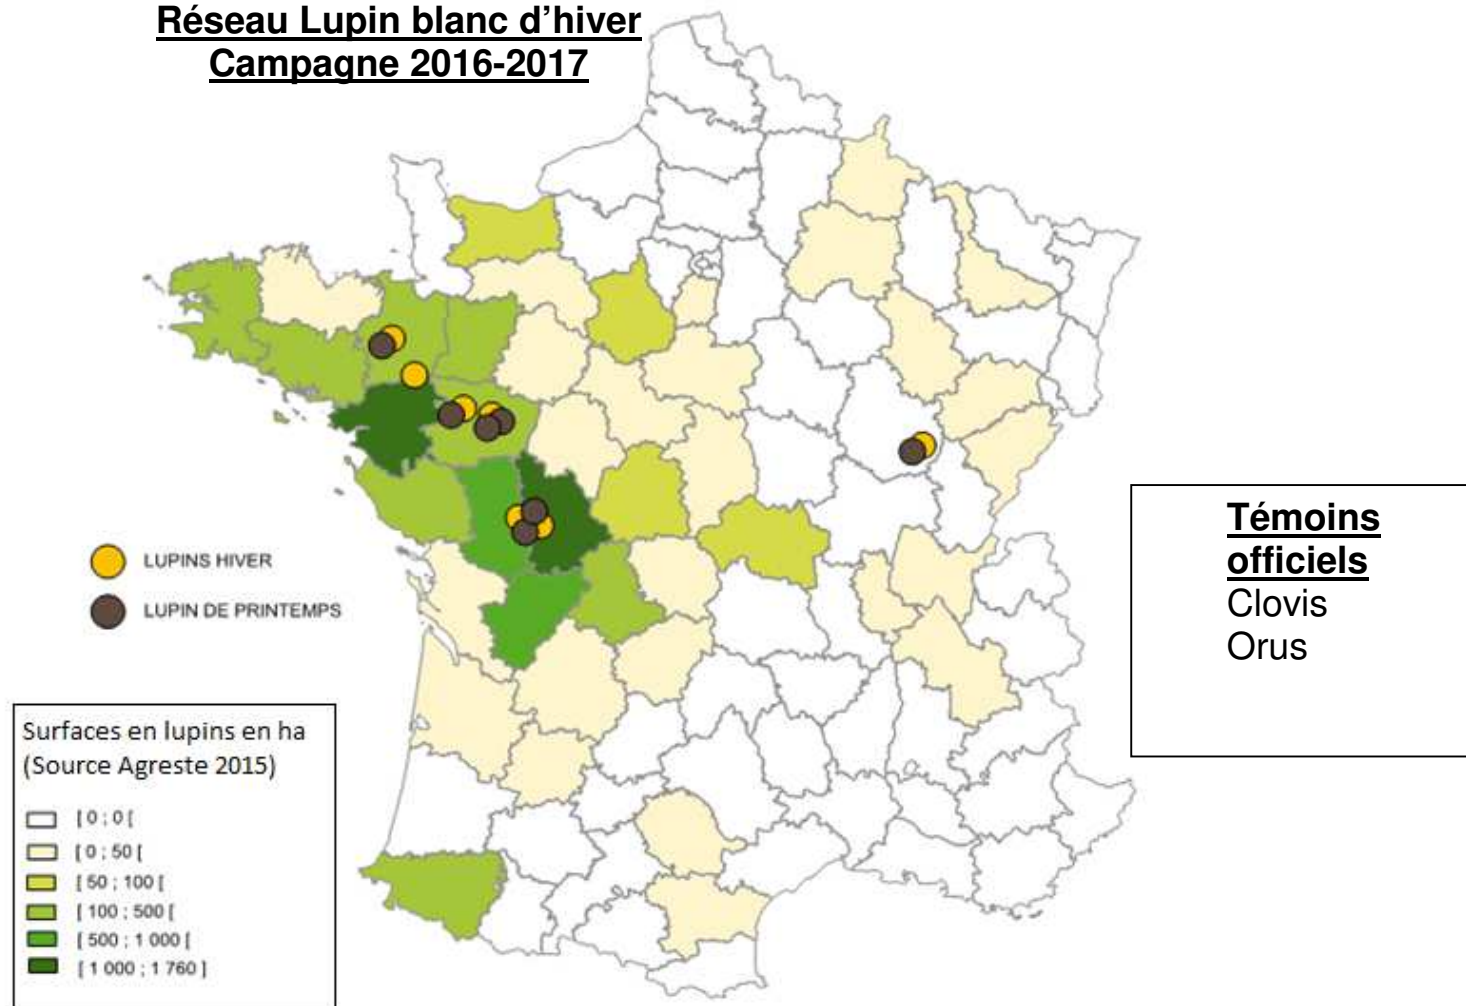 Réseau Lupin blanc d’hiver
Campagne 2016-2017
LUPINS HIVER
LUPIN DE PRINTEMPS
Témoins
officiels
Clovis
Orus
Surfaces en lupins en ha
(Source Agreste 2015)
[ 0 ; 0 [
[ 0 ; 50 [
[ 50 ; 100 [
[ 100 ; 500 [
[ 500 ; 1 000 [
[ 1 000 ; 1 760 ]